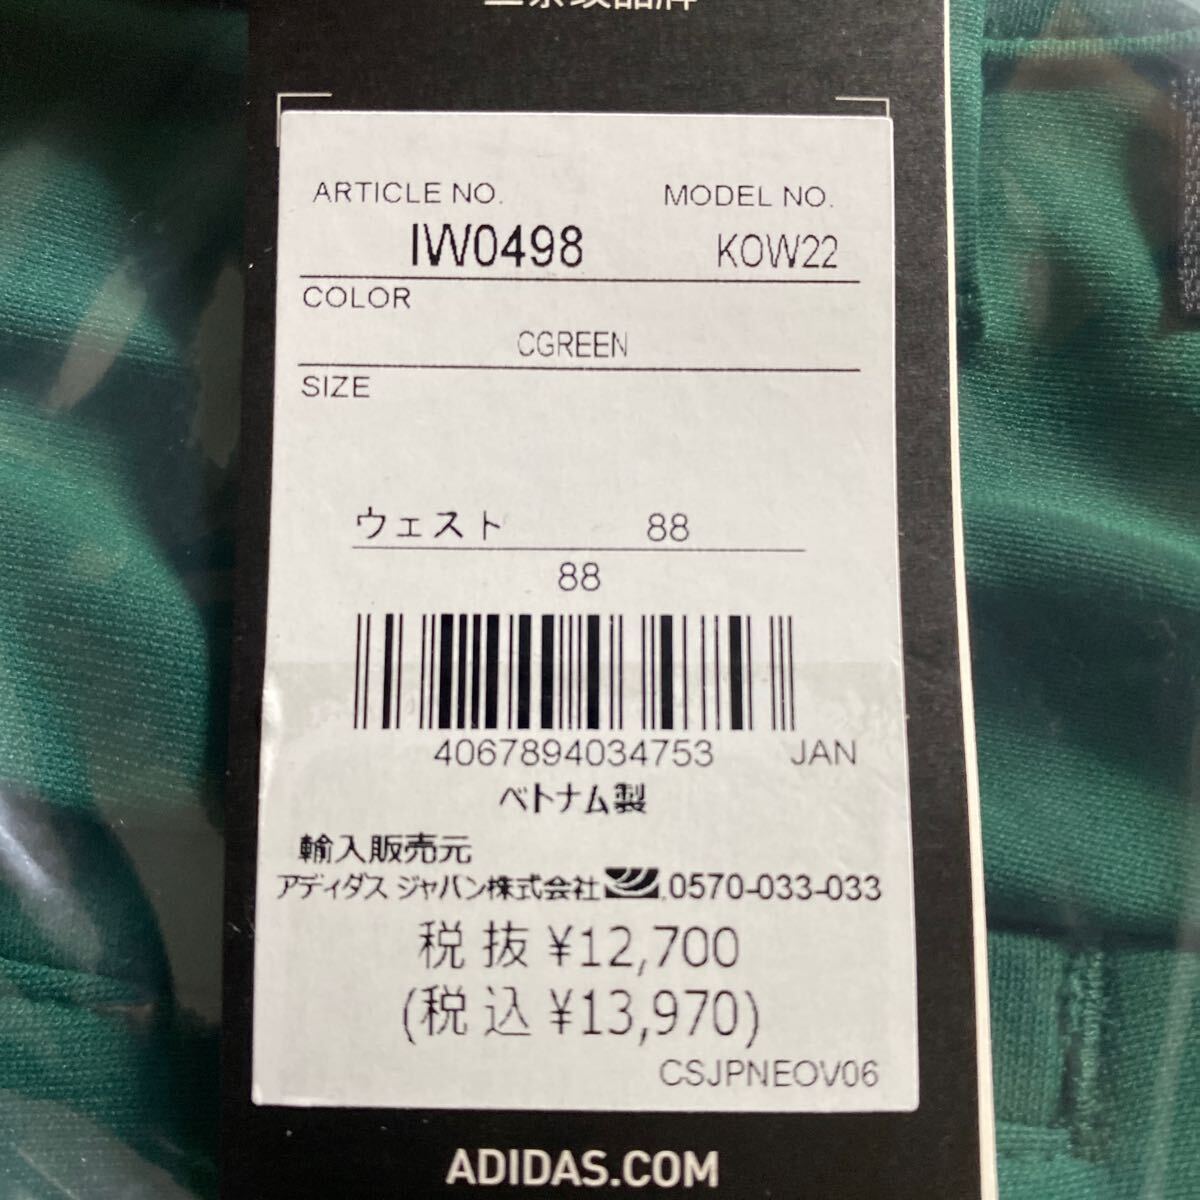 ARTICLE NO. MODEL NO.
IW0498 KOW22
COLOR
CGREEN
SIZE
ウェスト 88
88
4067894034753 JAN
ベトナム製
輸入販売元
アディダス ジャパン株式会社 0570-033-033
税 抜 ¥12,700
(税 込 ¥13,970)
CSJPNEOV06
ADIDAS.COM